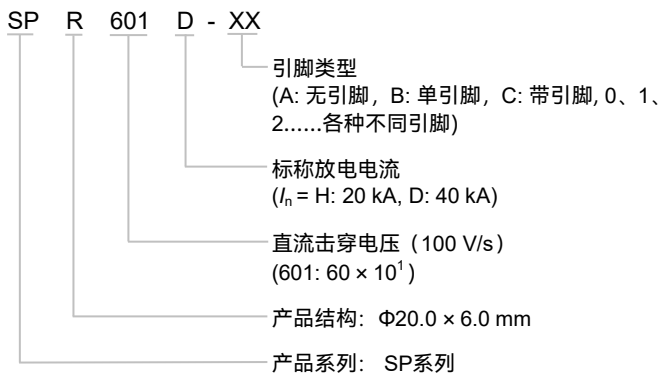 SP R 601 D - XX
引脚类型
(A: 无引脚，B: 单引脚，C: 带引脚, 0、1、
2......各种不同引脚)
标称放电电流
(In = H: 20 kA, D: 40 kA)
直流击穿电压（100 V/s）
(601: 60 × 10¹)
产品结构: Φ20.0 × 6.0 mm
产品系列: SP系列